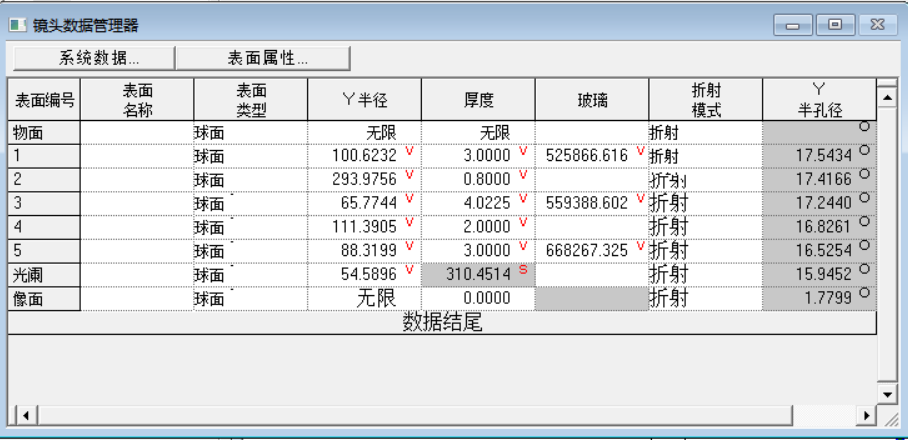 镜头数据管理器
系统数据... 表面属性...
表面编号 表面名称 表面类型 Y半径 厚度 玻璃 折射模式 Y半孔径
物面 球面 无限 无限 折射 O
1 球面 100.6232 V 3.0000 V 525866.616 V 折射 17.5434 O
2 球面 293.9756 V 0.8000 V 折射 17.4166 O
3 球面 65.7744 V 4.0225 V 559388.602 V 折射 17.2440 O
4 球面 111.3905 V 2.0000 V 折射 16.8261 O
5 球面 88.3199 V 3.0000 V 668267.325 V 折射 16.5254 O
光阑 球面 54.5896 V 310.4514 S 折射 15.9452 O
像面 球面 无限 0.0000 折射 1.7799 O
数据结尾